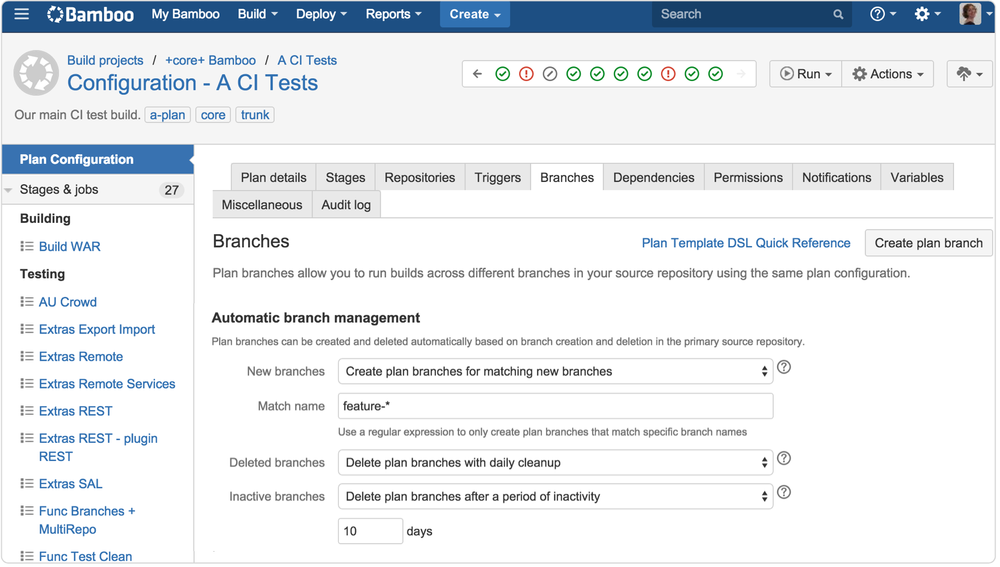 Bamboo My Bamboo Build Deploy Reports Create Search
Build projects / +core+ Bamboo / A CI Tests
Configuration - A CI Tests
Run Actions
Our main CI test build. a-plan core trunk
Plan Configuration
Stages & jobs 27
Building
Build WAR
Testing
AU Crowd
Extras Export Import
Extras Remote
Extras Remote Services
Extras REST
Extras REST - plugin
REST
Extras SAL
Func Branches +
MultiRepo
Func Test Clean
Plan details Stages Repositories Triggers Branches Dependencies Permissions Notifications Variables
Miscellaneous Audit log
Branches
Plan Template DSL Quick Reference Create plan branch
Plan branches allow you to run builds across different branches in your source repository using the same plan configuration.
Automatic branch management
Plan branches can be created and deleted automatically based on branch creation and deletion in the primary source repository.
New branches Create plan branches for matching new branches
Match name feature-*
Use a regular expression to only create plan branches that match specific branch names
Deleted branches Delete plan branches with daily cleanup
Inactive branches Delete plan branches after a period of inactivity
10 days